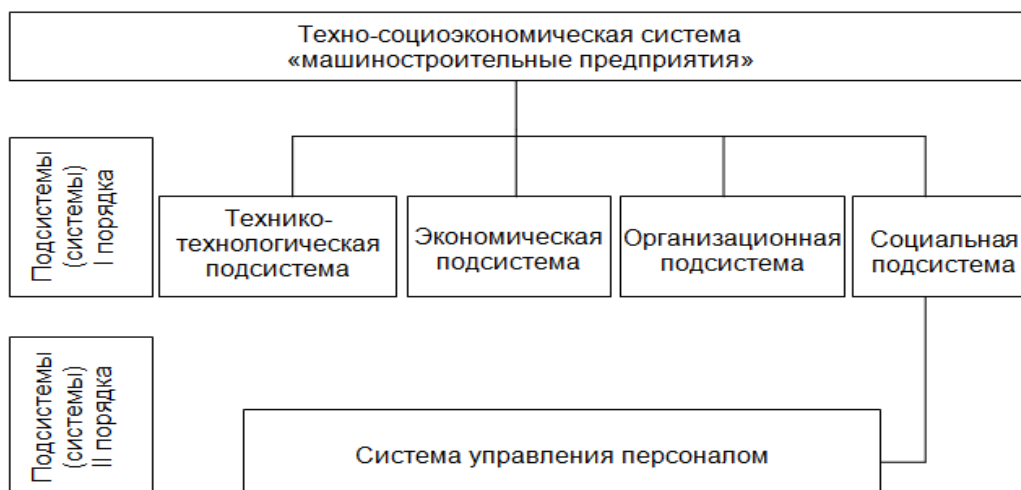 Техно-социоэкономическая система
«машиностроительные предприятия»
Подсистемы
(системы)
I порядка
Технико-
технологическая
подсистема
Экономическая
подсистема
Организационная
подсистема
Социальная
подсистема
Подсистемы
(системы)
II порядка
Система управления персоналом